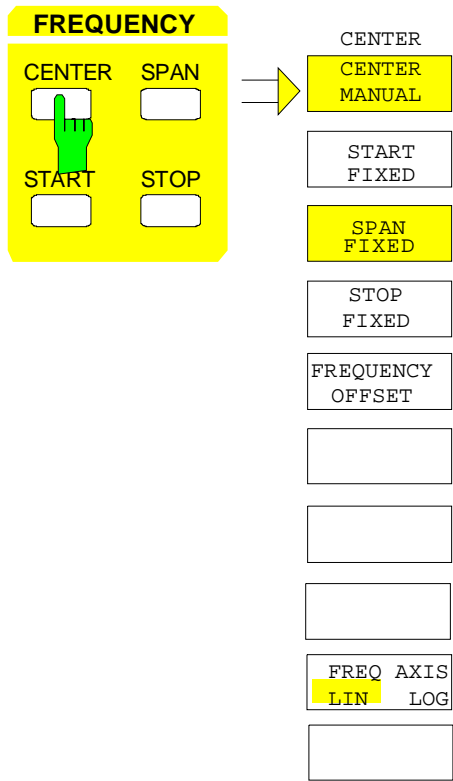 FREQUENCY
CENTER SPAN
START STOP
CENTER
CENTER
MANUAL
START
FIXED
SPAN
FIXED
STOP
FIXED
FREQUENCY
OFFSET
FREQ AXIS
LIN LOG